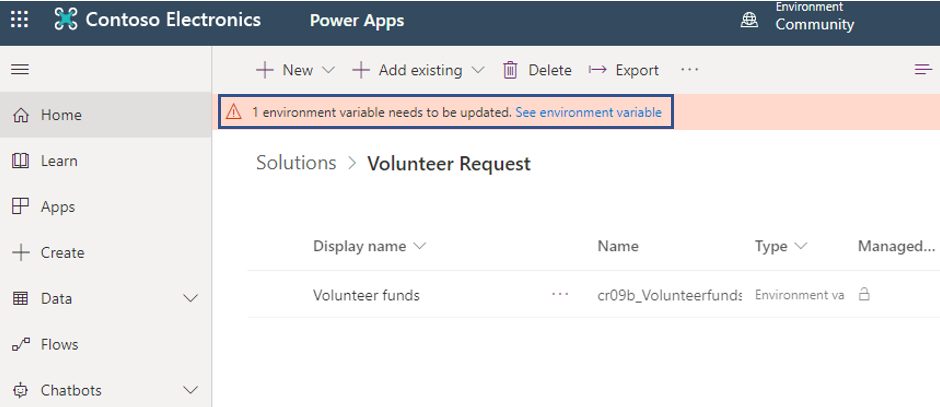 Contoso Electronics
Power Apps
Environment
Community
New
Add existing
Delete
Export
Home
Learn
Apps
Create
Data
Flows
Chatbots
1 environment variable needs to be updated. See environment variable
Solutions > Volunteer Request
Display name
Name
Type
Managed...
Volunteer funds
...
cr09b_Volunteerfunds
Environment va